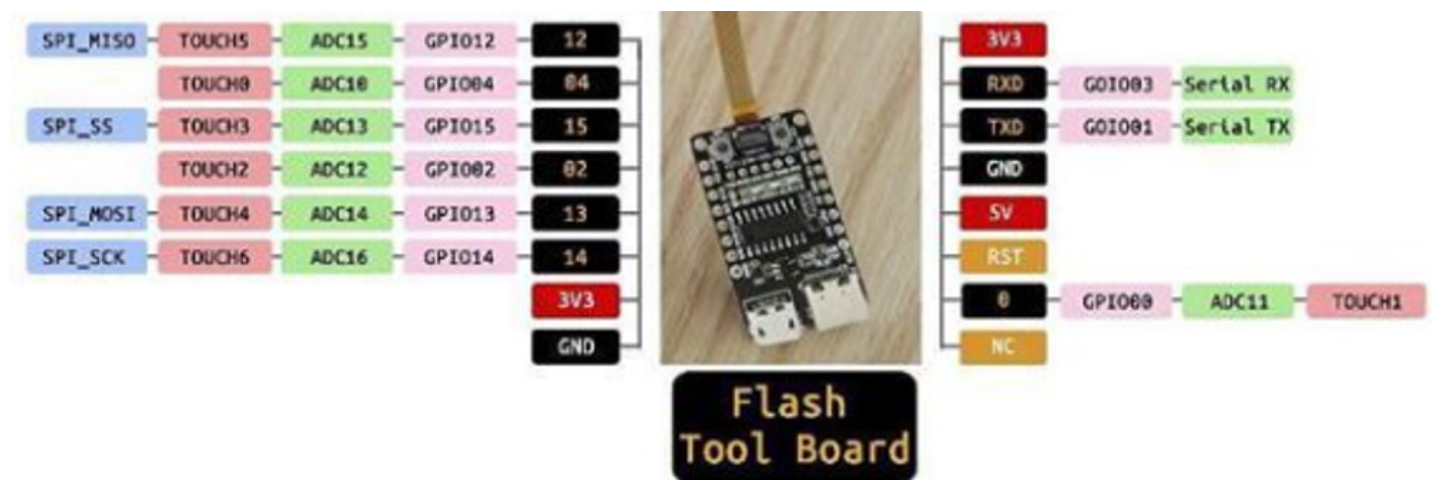 SPI_MISO TOUCH5 ADC15 GPIO12 12
TOUCH0 ADC10 GPIO04 04
SPI_SS TOUCH3 ADC13 GPIO15 15
TOUCH2 ADC12 GPIO02 02
SPI_MOSI TOUCH4 ADC14 GPIO13 13
SPI_SCK TOUCH6 ADC16 GPIO14 14
3V3
GND
3V3
RXD GOIO03 Serial RX
TXD GOIO01 Serial TX
GND
5V
RST
0 GPIO00 ADC11 TOUCH1
NC
Flash
Tool Board